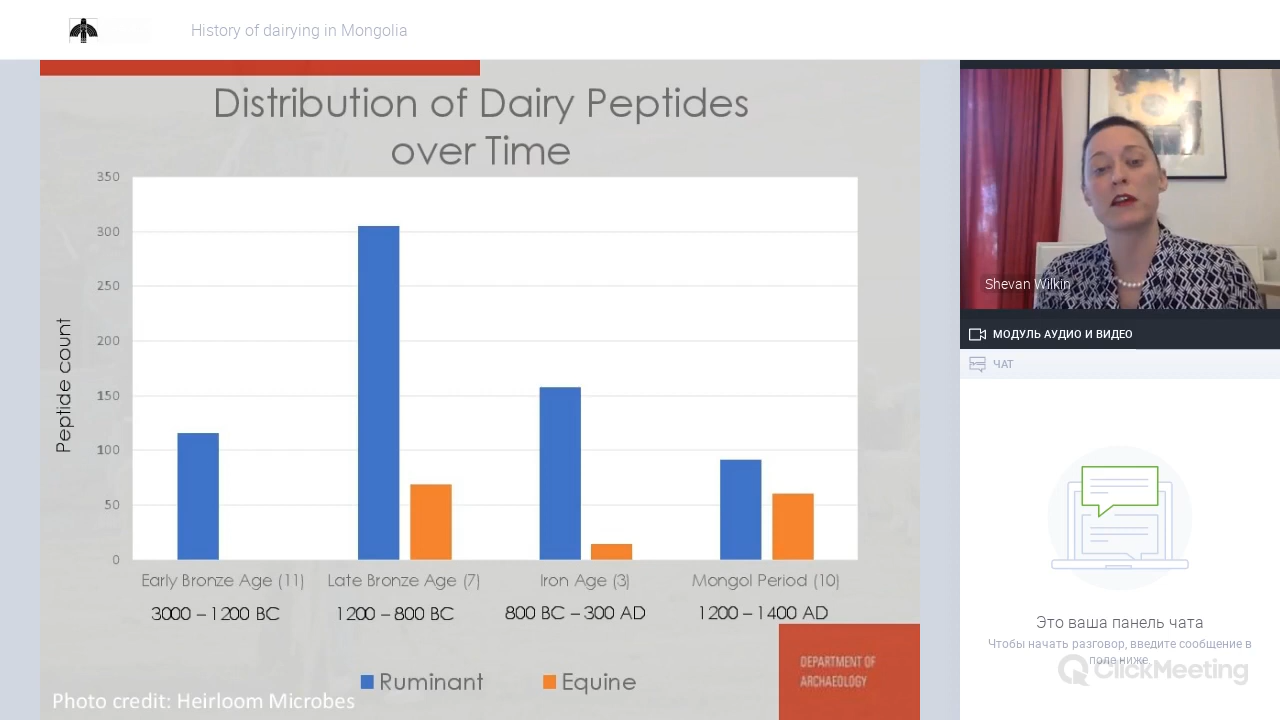 History of dairying in Mongolia
Distribution of Dairy Peptides
over Time
350
300
250
200
150
100
50
0
Peptide count
Early Bronze Age (11)
Late Bronze Age (7)
Iron Age (3)
Mongol Period (10)
3000 – 1200 BC
1200 – 800 BC
800 BC – 300 AD
1200 – 1400 AD
Ruminant
Equine
DEPARTMENT OF
ARCHAEOLOGY
Photo credit: Heirloom Microbes
Shevan Wilkin
МОДУЛЬ АУДИО И ВИДЕО
ЧАТ
Это ваша панель чата
Чтобы начать разговор, введите сообщение в
поле ниже
ClickMeeting